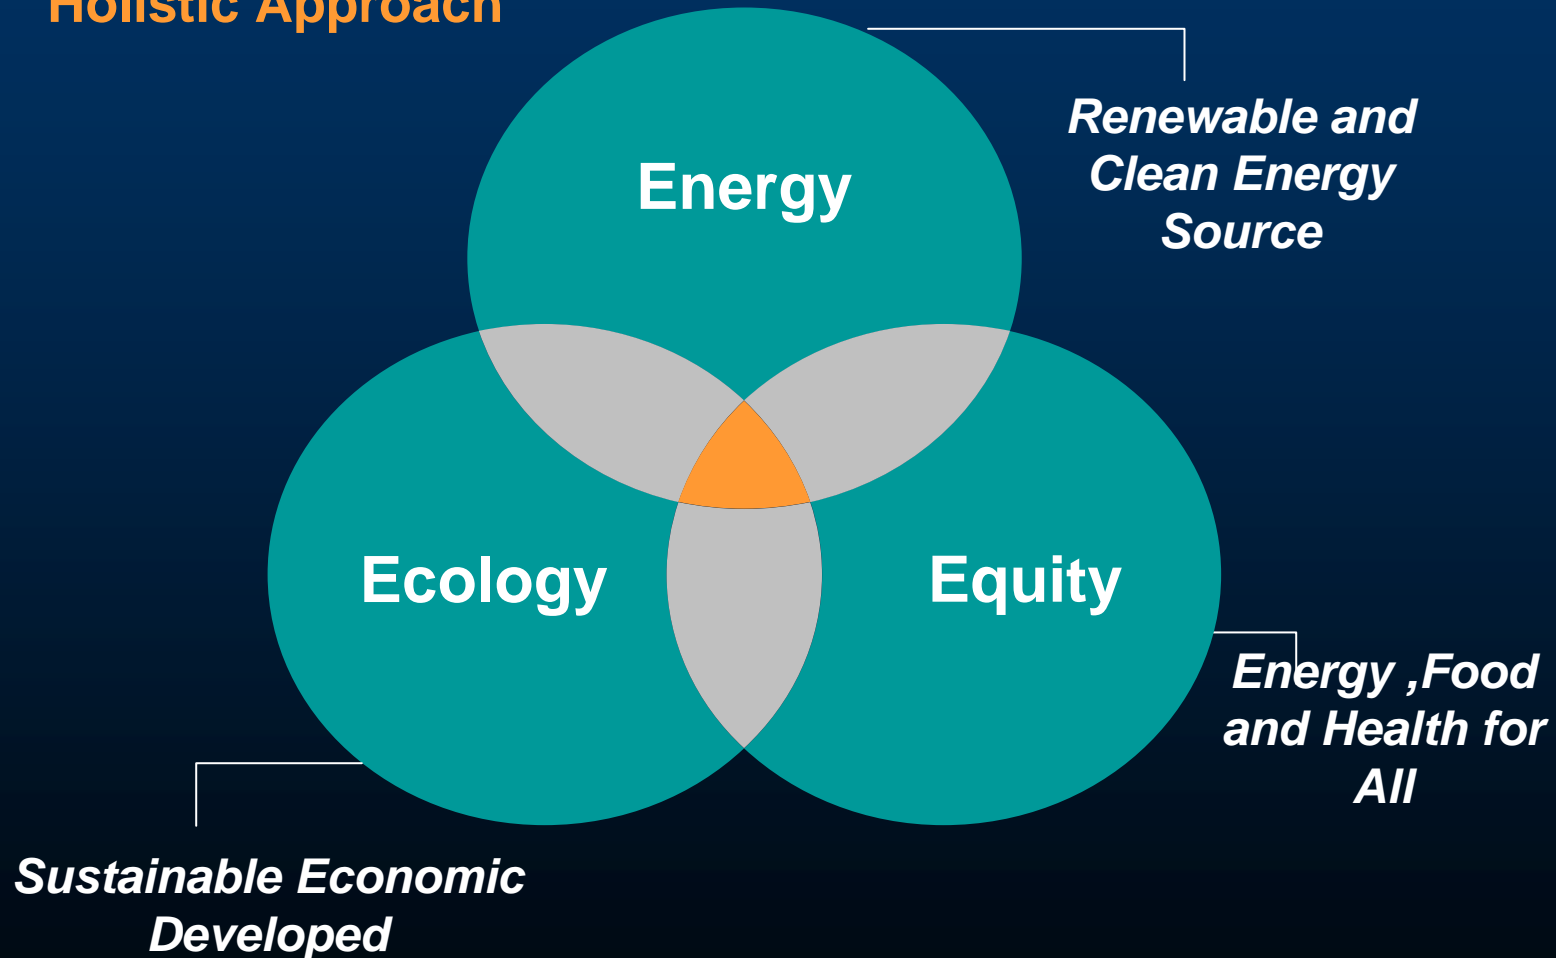 Holistic Approach
Energy
Renewable and
Clean Energy
Source
Ecology
Equity
Energy ,Food
and Health for
All
Sustainable Economic
Developed